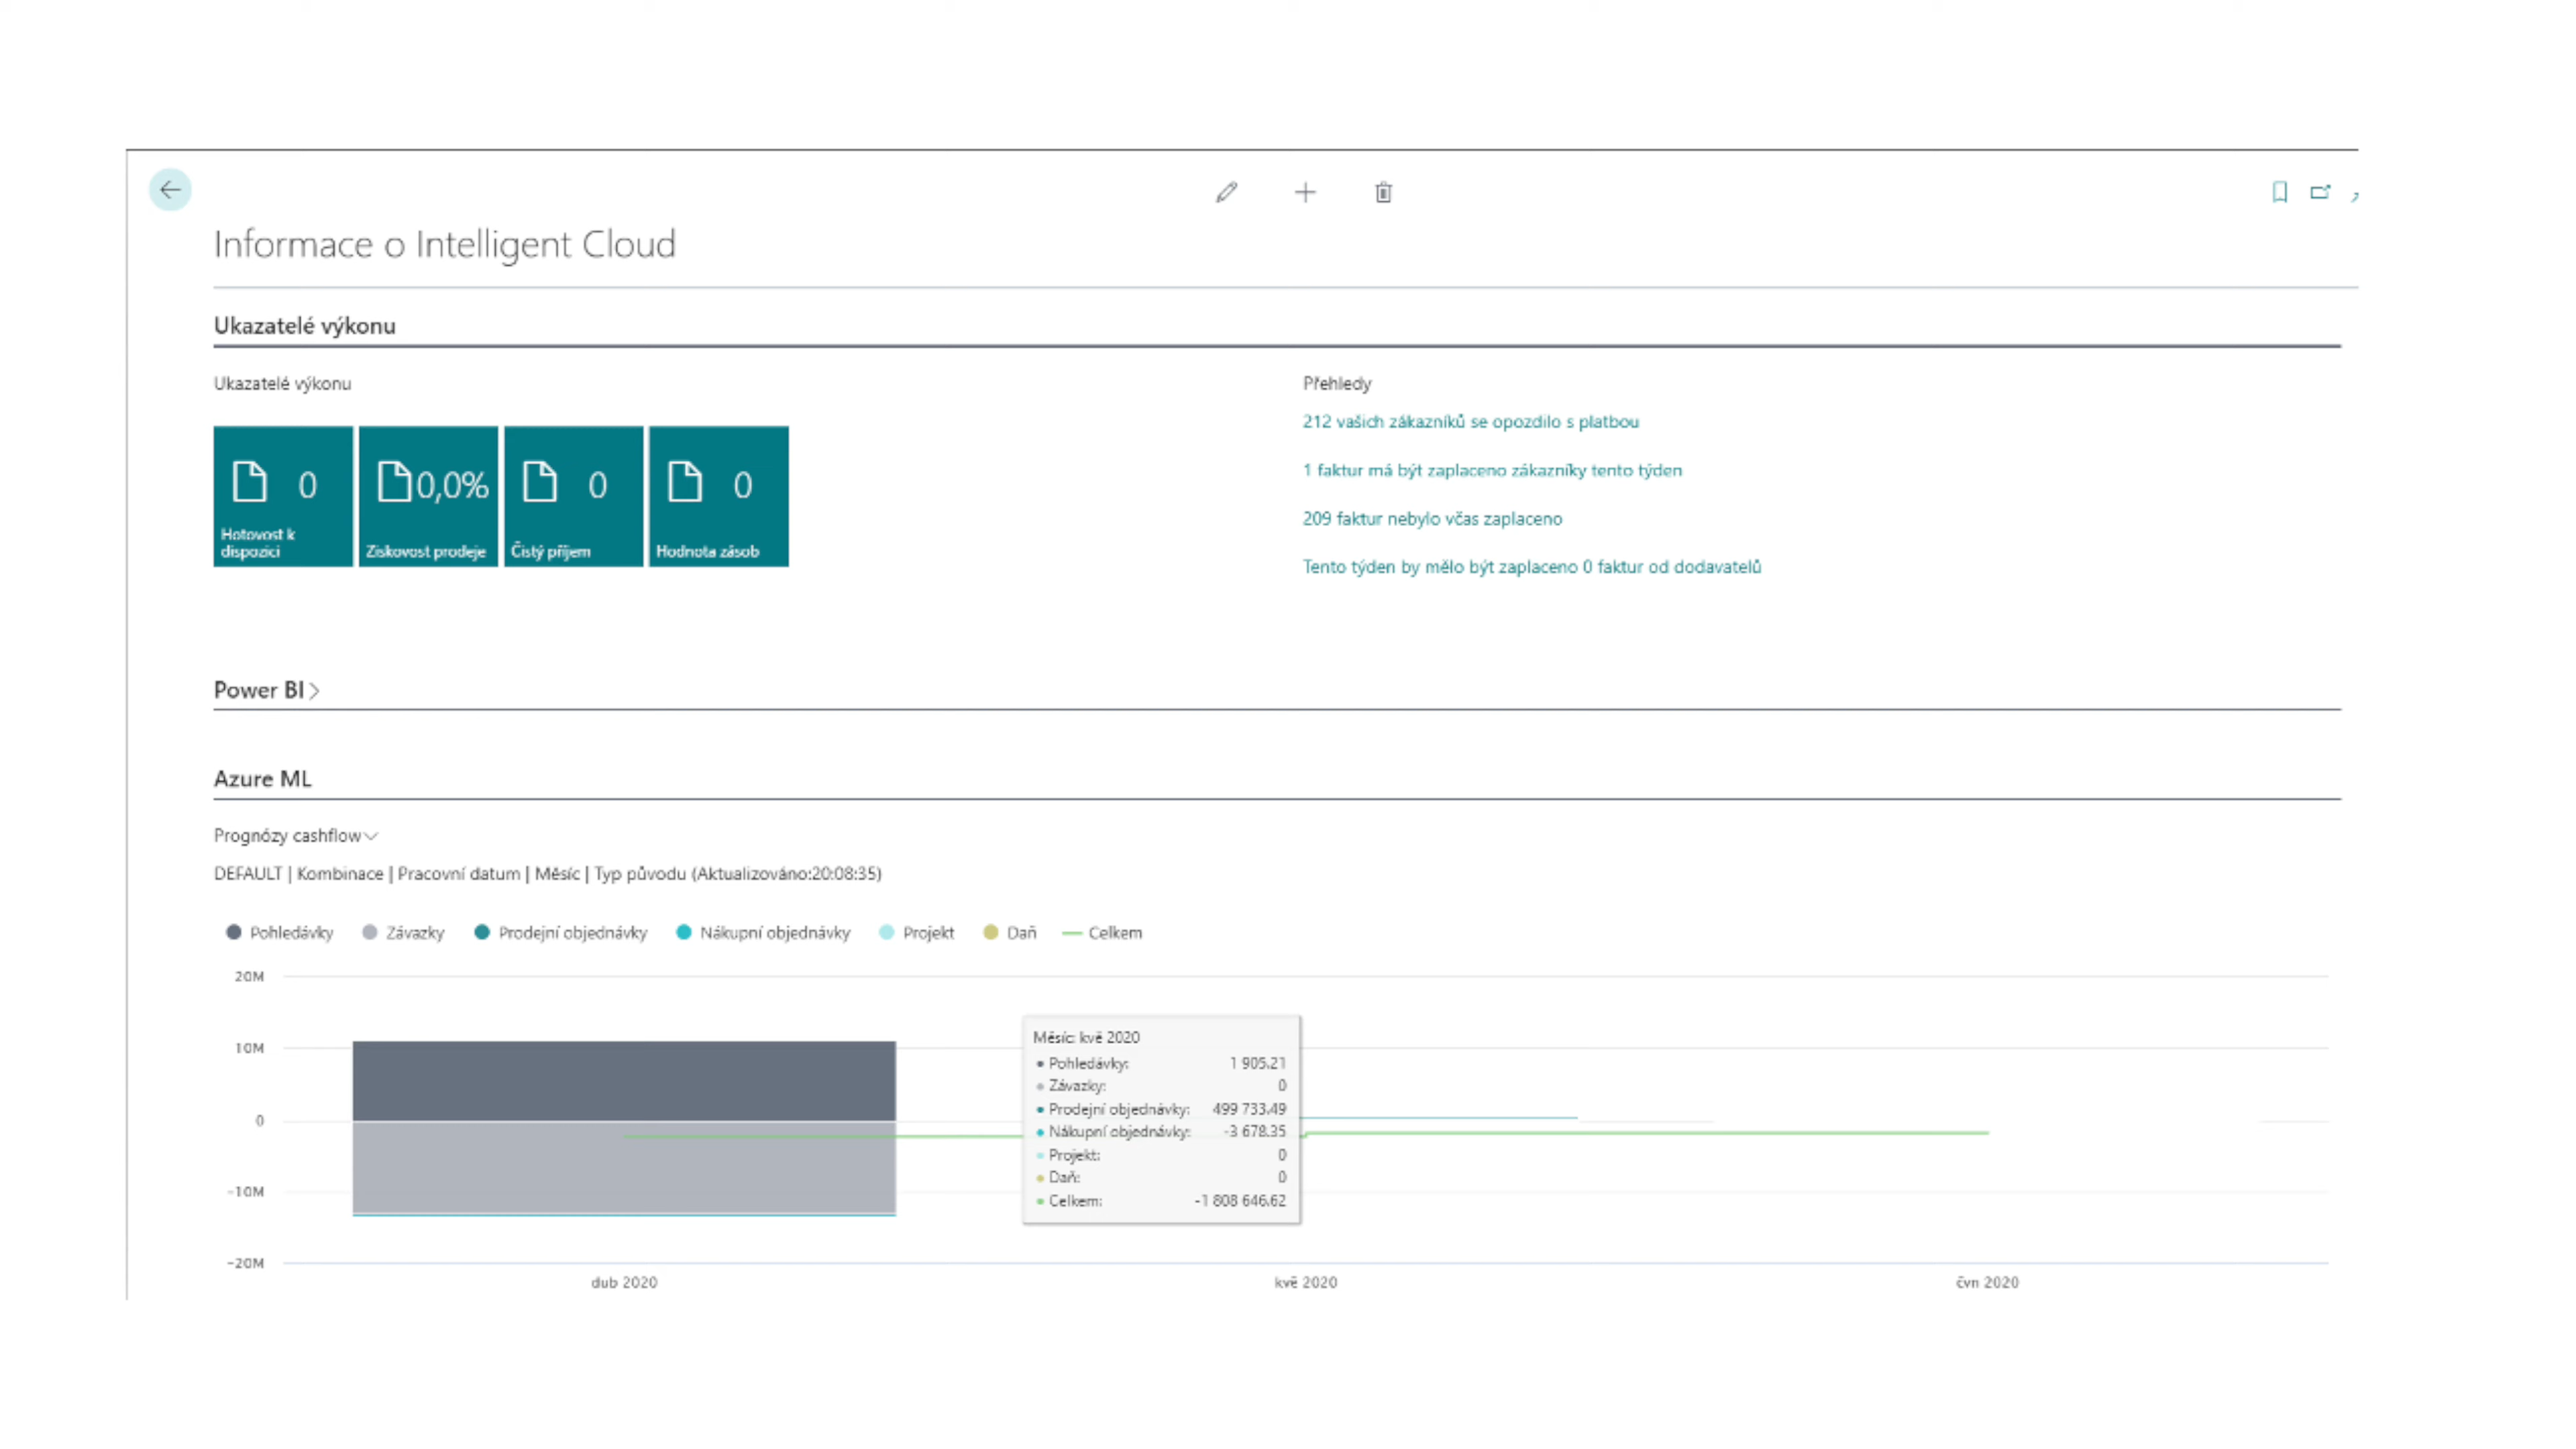 Informace o Intelligent Cloud
Ukazatelé výkonu
Ukazatelé výkonu
0
Hotovost k
dispozici
0,0%
Ziskovost prodeje
0
Čistý příjem
0
Hodnota zásob
Přehledy
212 vašich zákazníků se opozdilo s platbou
1 faktur má být zaplaceno zákazníky tento týden
209 faktur nebylo včas zaplaceno
Tento týden by mělo být zaplaceno 0 faktur od dodavatelů
Power BI
Azure ML
Prognózy cashflow
DEFAULT | Kombinace | Pracovní datum | Měsíc | Typ původu (Aktualizováno:20:08:35)
Pohledávky Závazky Prodejní objednávky Nákupní objednávky Projekt Daň Celkem
20M
10M
0
-10M
-20M
Měsíc: kvě 2020
Pohledávky: 1 905.21
Závazky: 0
Prodejní objednávky: 499 733.49
Nákupní objednávky: -3 678.35
Projekt: 0
Daň: 0
Celkem: -1 808 646.62
dub 2020 kvě 2020 čvn 2020